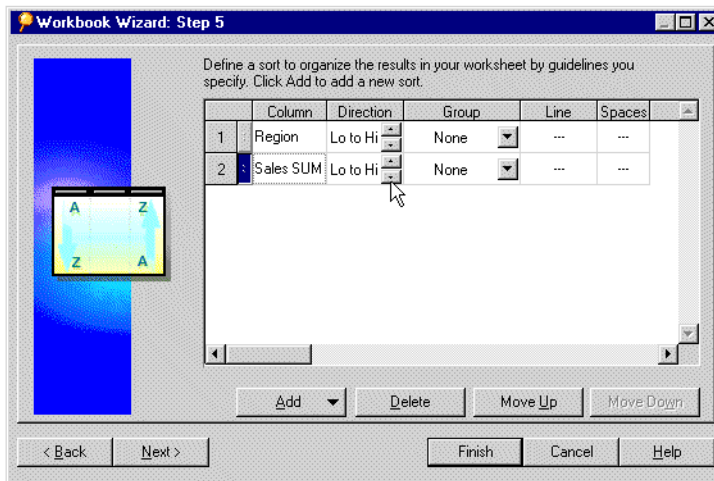 Workbook Wizard: Step 5
Define a sort to organize the results in your worksheet by guidelines you
specify. Click Add to add a new sort.
Column Direction Group Line Spaces
1 Region Lo to Hi None --- ---
2 Sales SUM Lo to Hi None --- ---
A Z
Z A
Add Delete Move Up Move Down
< Back Next > Finish Cancel Help